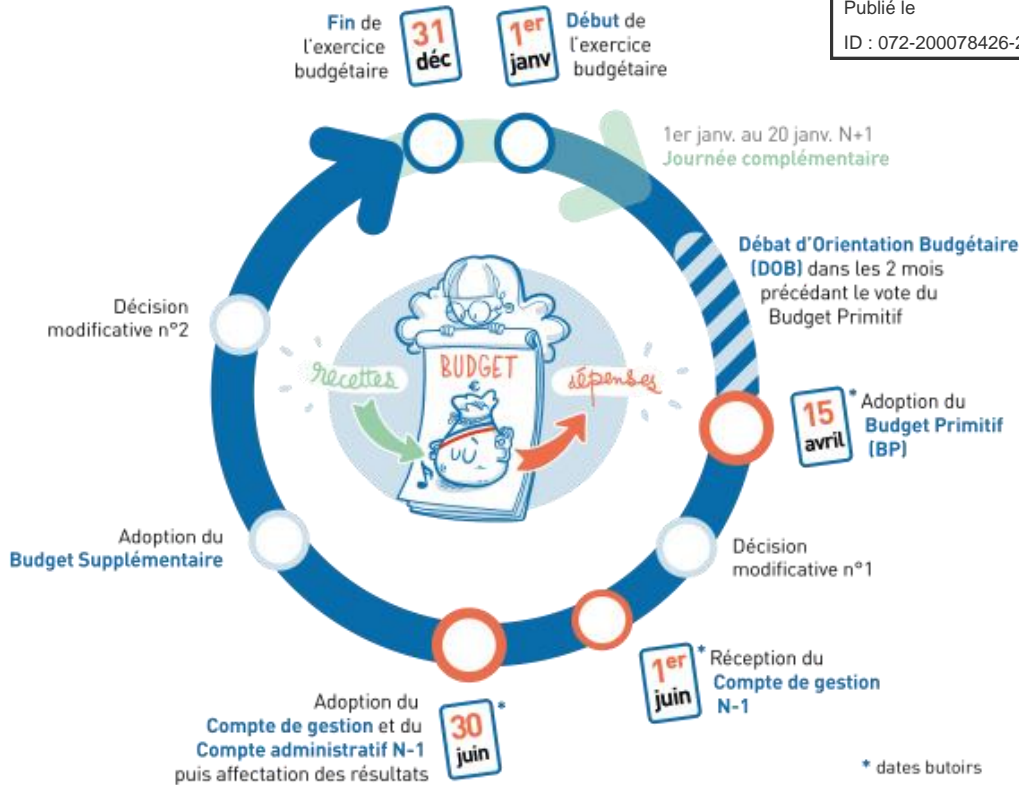 Publié le
ID : 072-200078426-2
Fin de
l'exercice
budgétaire
31
déc
1er
janv
Début de
l'exercice
budgétaire
1er janv. au 20 janv. N+1
Journée complémentaire
Débat d'Orientation Budgétaire
(DOB) dans les 2 mois
précédant le vote du
Budget Primitif
15
avril
* Adoption du
Budget Primitif
(BP)
Décision
modificative n°1
1er
juin
* Réception du
Compte de gestion
N-1
30
juin
*
Adoption du
Compte de gestion et du
Compte administratif N-1
puis affectation des résultats
Adoption du
Budget Supplémentaire
Décision
modificative n°2
recettes
BUDGET
€
dépenses
* dates butoirs